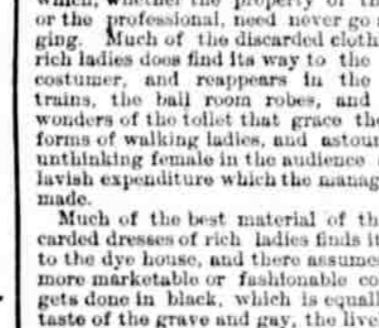 which, whether the property of th
or the professional, need never go
ging. Much of the discarded cloth
rich ladies does find its way to the
costumer, and reappears in the
trains, the ball room robes, and
wonders of the toilet that grace the
forms of walking ladies, and astoun
unthinking female in the audience
lavish expenditure which the manag
made.
Much of the best material of th
carded dresses of rich ladies finds it
to the dye house, and there assumes
more marketable or fashionable co
gets done in black, which is equall
taste of the grave and gay, the live